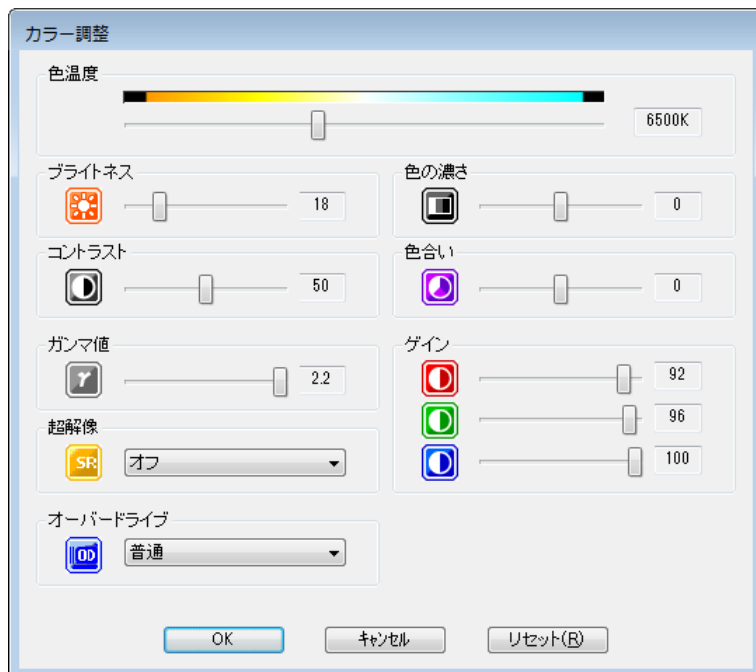 カラー調整
色温度
6500K
ブライトネス
18
色の濃さ
0
コントラスト
50
色合い
0
ガンマ値
γ
2.2
ゲイン
92
96
100
超解像
SR
オフ
オーバードライブ
OD
普通
OK
キャンセル
リセット(R)